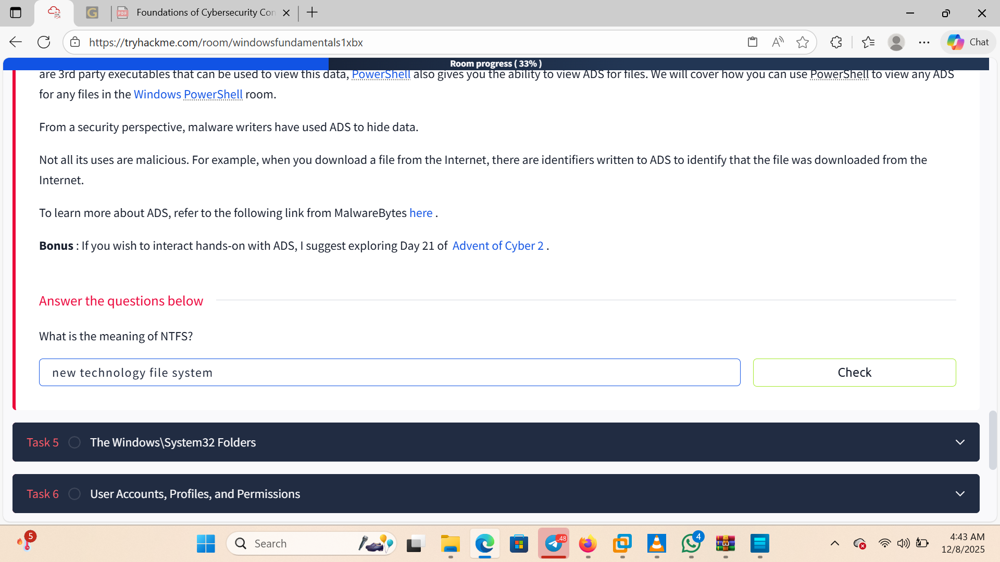 G
PDF
Foundations of Cybersecurity Con
https://tryhackme.com/room/windowsfundamentals1xbx
Chat
Room progress ( 33% )
are 3rd party executables that can be used to view this data, PowerShell also gives you the ability to view ADS for files. We will cover how you can use PowerShell to view any ADS
for any files in the Windows PowerShell room.
From a security perspective, malware writers have used ADS to hide data.
Not all its uses are malicious. For example, when you download a file from the Internet, there are identifiers written to ADS to identify that the file was downloaded from the
Internet.
To learn more about ADS, refer to the following link from MalwareBytes here .
Bonus : If you wish to interact hands-on with ADS, I suggest exploring Day 21 of Advent of Cyber 2 .
Answer the questions below
What is the meaning of NTFS?
new technology file system
Check
Task 5 The Windows\System32 Folders
Task 6 User Accounts, Profiles, and Permissions
5
Search
..48
4
4:43 AM
12/8/2025